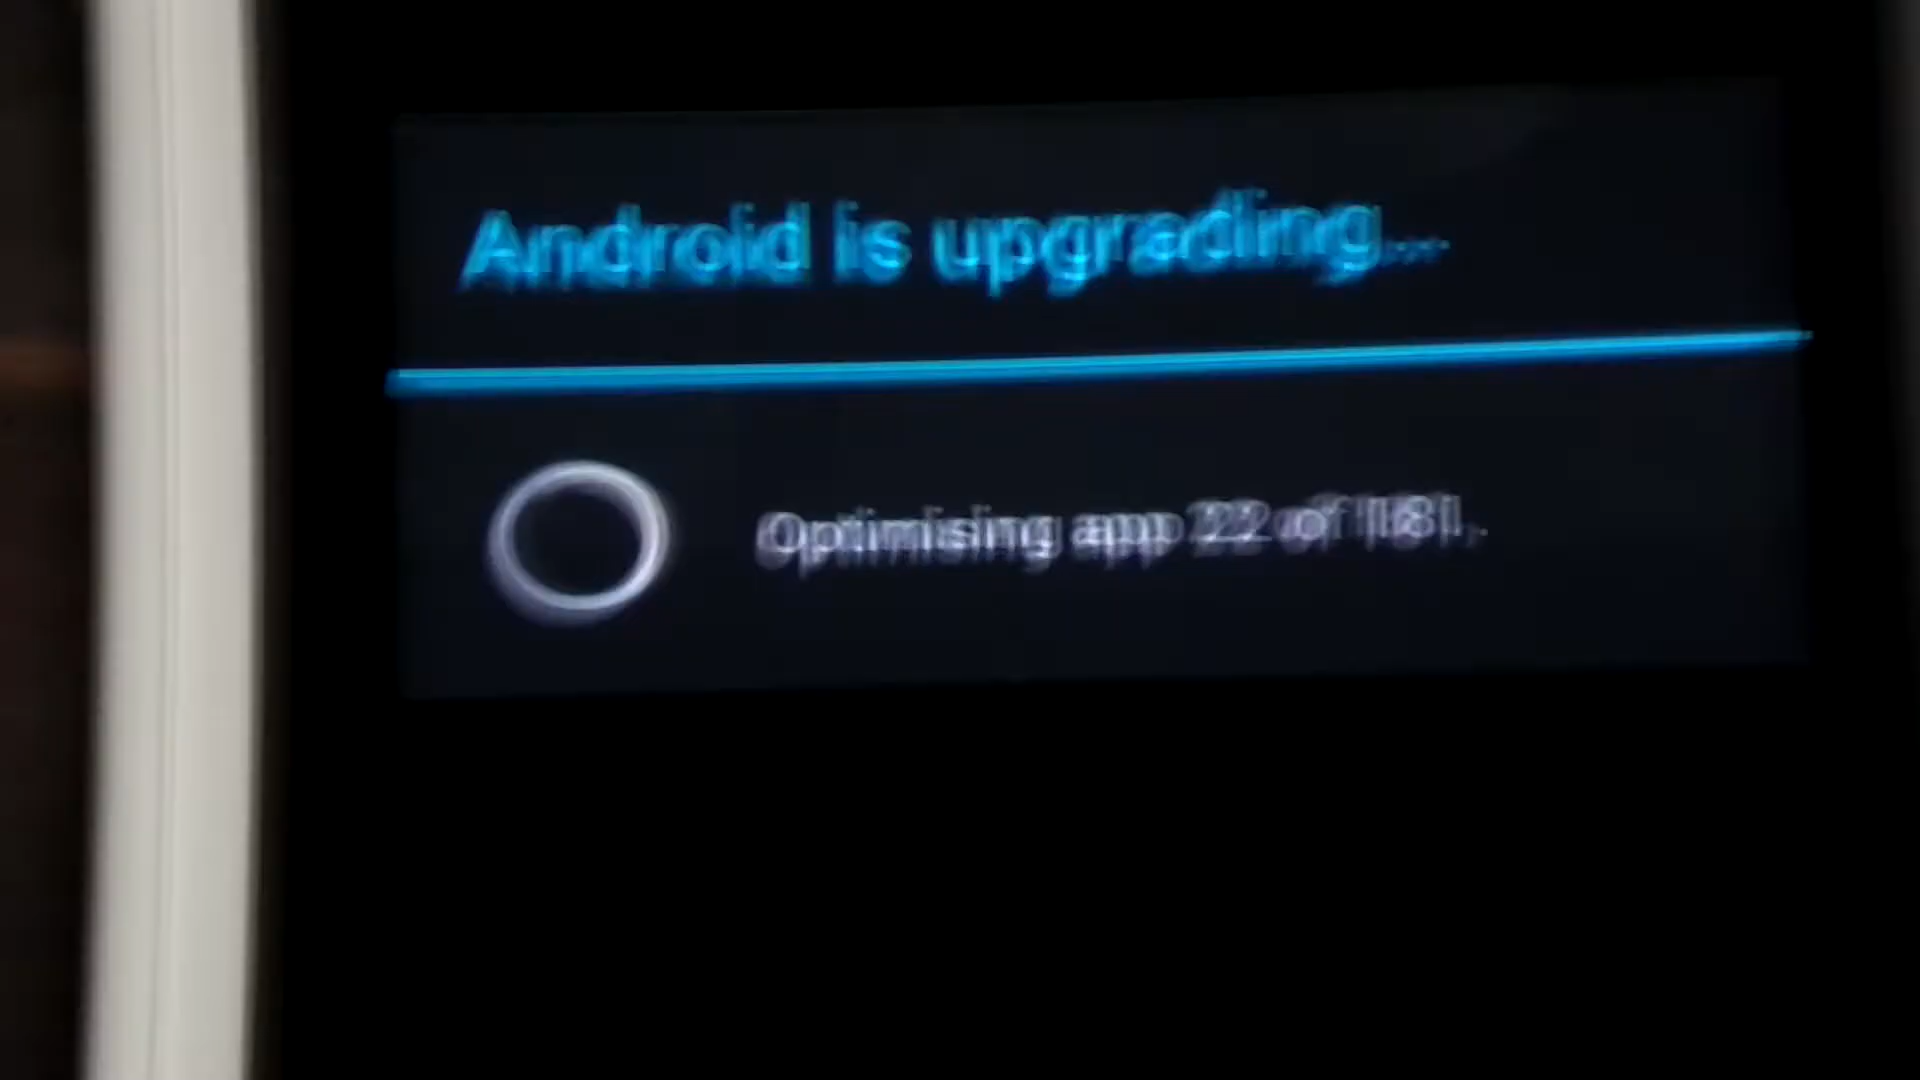 Android is upgrading...
Optimising app 22 of 181.